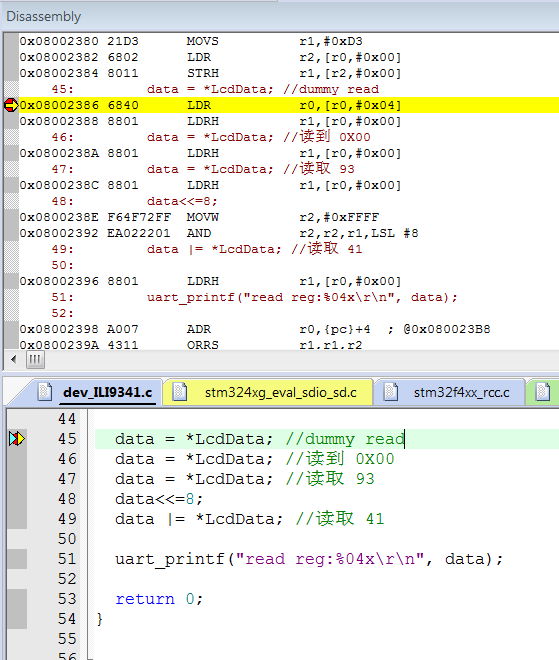 Disassembly
0x08002380 21D3 MOVS r1,#0xD3
0x08002382 6802 LDR r2,[r0,#0x00]
0x08002384 8011 STRH r1,[r2,#0x00]
45: data = *LcdData; //dummy read
0x08002386 6840 LDR r0,[r0,#0x04]
0x08002388 8801 LDRH r1,[r0,#0x00]
46: data = *LcdData; //读到 0X00
0x0800238A 8801 LDRH r1,[r0,#0x00]
47: data = *LcdData; //读取 93
0x0800238C 8801 LDRH r1,[r0,#0x00]
48: data<<=8;
0x0800238E F64F72FF MOVW r2,#0xFFFF
0x08002392 EA022201 AND r2,r2,r1,LSL #8
49: data |= *LcdData; //读取 41
50:
0x08002396 8801 LDRH r1,[r0,#0x00]
51: uart_printf("read reg:%04x\r\n", data);
52:
0x08002398 A007 ADR r0,{pc}+4 ; @0x080023B8
0x0800239A 4311 ORRS r1,r1,r2
dev_ILI9341.c stm324xg_eval_sdio_sd.c stm32f4xx_rcc.c
44
45 data = *LcdData; //dummy read
46 data = *LcdData; //读到 0X00
47 data = *LcdData; //读取 93
48 data<<=8;
49 data |= *LcdData; //读取 41
50
51 uart_printf("read reg:%04x\r\n", data);
52
53 return 0;
54 }
55
56